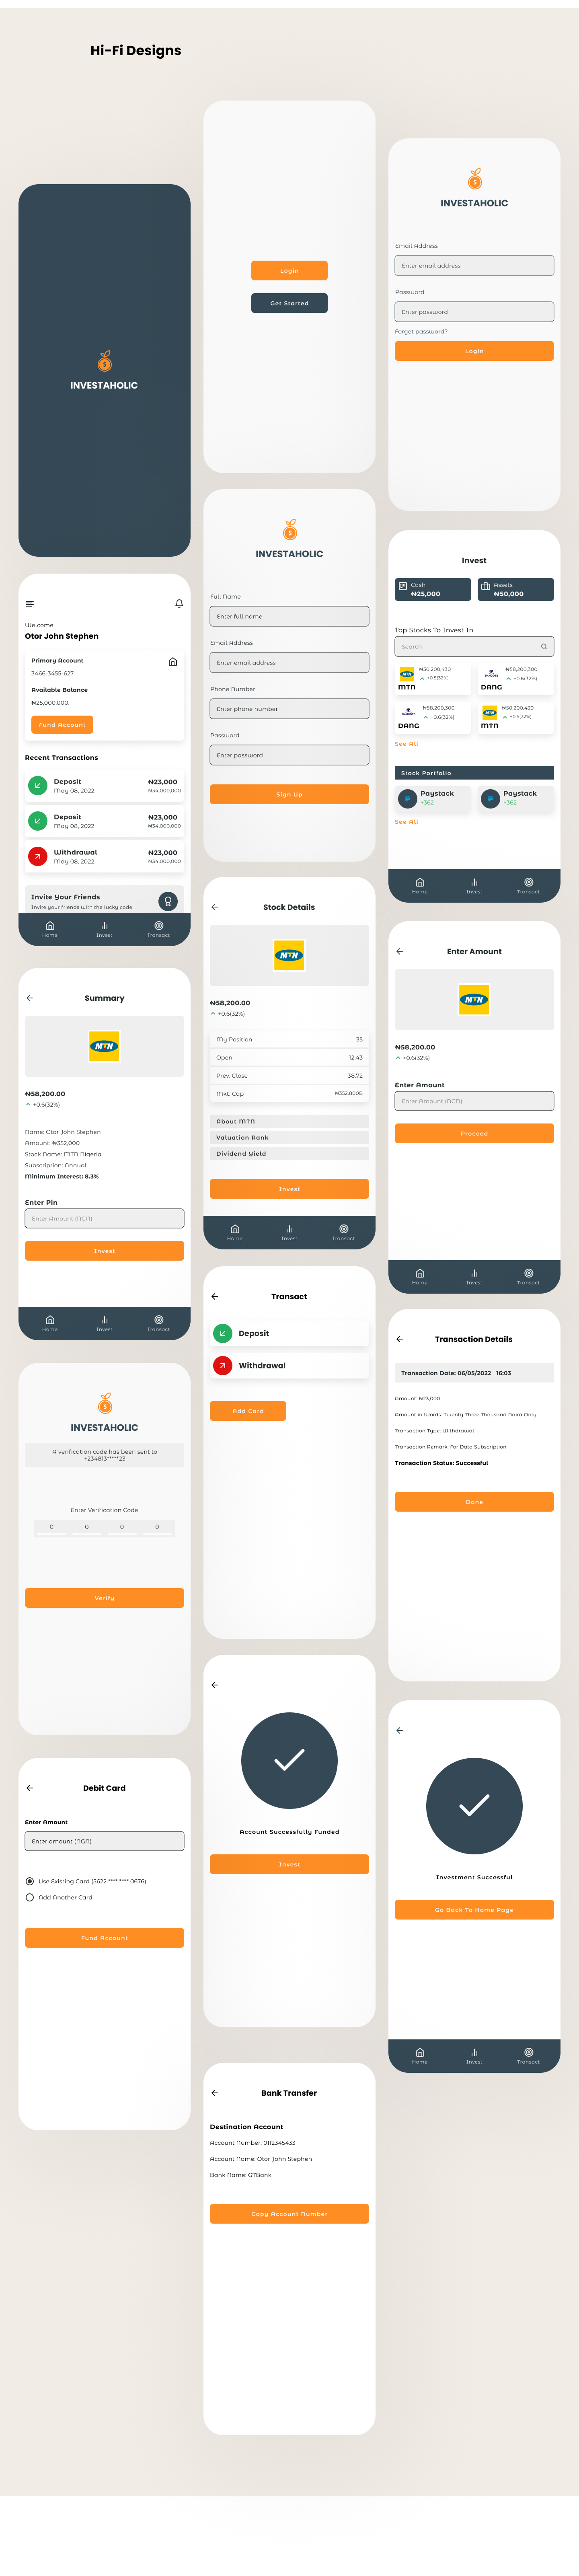 Hi-Fi Designs
INVESTAHOLIC
Login
Get Started
INVESTAHOLIC
Email Address
Enter email address
Password
Enter password
Forget password?
Login
Welcome
Otor John Stephen
Primary Account
3466-3455-627
Available Balance
₦25,000,000.
Fund Account
Recent Transactions
Deposit ₦23,000
May 08, 2022 ₦34,000,000
Deposit ₦23,000
May 08, 2022 ₦34,000,000
Withdrawal ₦23,000
May 08, 2022 ₦34,000,000
Invite Your Friends
Invite your friends with the lucky code
Home Invest Transact
INVESTAHOLIC
Full Name
Enter full name
Email Address
Enter email address
Phone Number
Enter phone number
Password
Enter password
Sign Up
Invest
Cash
₦25,000
Assets
₦50,000
Top Stocks To Invest In
Search
₦50,200,430
+0.5(32%)
MTN
₦58,200,300
+0.6(32%)
DANG
₦58,200,300
+0.6(32%)
DANG
₦50,200,430
+0.5(32%)
MTN
See All
Stock Portfolio
Paystack
+362
Paystack
+362
See All
Home Invest Transact
Summary
MTN
₦58,200.00
+0.6(32%)
Name: Otor John Stephen
Amount: ₦352,000
Stock Name: MTN Nigeria
Subscription: Annual
Minimum Interest: 8.3%
Enter Pin
Enter Amount (NGN)
Invest
Home Invest Transact
Stock Details
MTN
₦58,200.00
+0.6(32%)
My Position 35
Open 12.43
Prev. Close 38.72
Mkt. Cap ₦352.800B
About MTN
Valuation Rank
Dividend Yield
Invest
Home Invest Transact
Enter Amount
MTN
₦58,200.00
+0.6(32%)
Enter Amount
Enter Amount (NGN)
Proceed
Home Invest Transact
INVESTAHOLIC
A verification code has been sent to
+234813*****23
Enter Verification Code
0 0 0 0
Verify
Transact
Deposit
Withdrawal
Add Card
Transaction Details
Transaction Date: 06/05/2022 16:03
Amount: ₦23,000
Amount in Words: Twenty Three Thousand Naira Only
Transaction Type: Withdrawal
Transaction Remark: For Data Subscription
Transaction Status: Successful
Done
Debit Card
Enter Amount
Enter amount (NGN)
Use Existing Card (5622 **** **** 0676)
Add Another Card
Fund Account
Account Successfully Funded
Invest
Investment Successful
Go Back To Home Page
Home Invest Transact
Bank Transfer
Destination Account
Account Number: 0112345433
Account Name: Otor John Stephen
Bank Name: GTBank
Copy Account Number